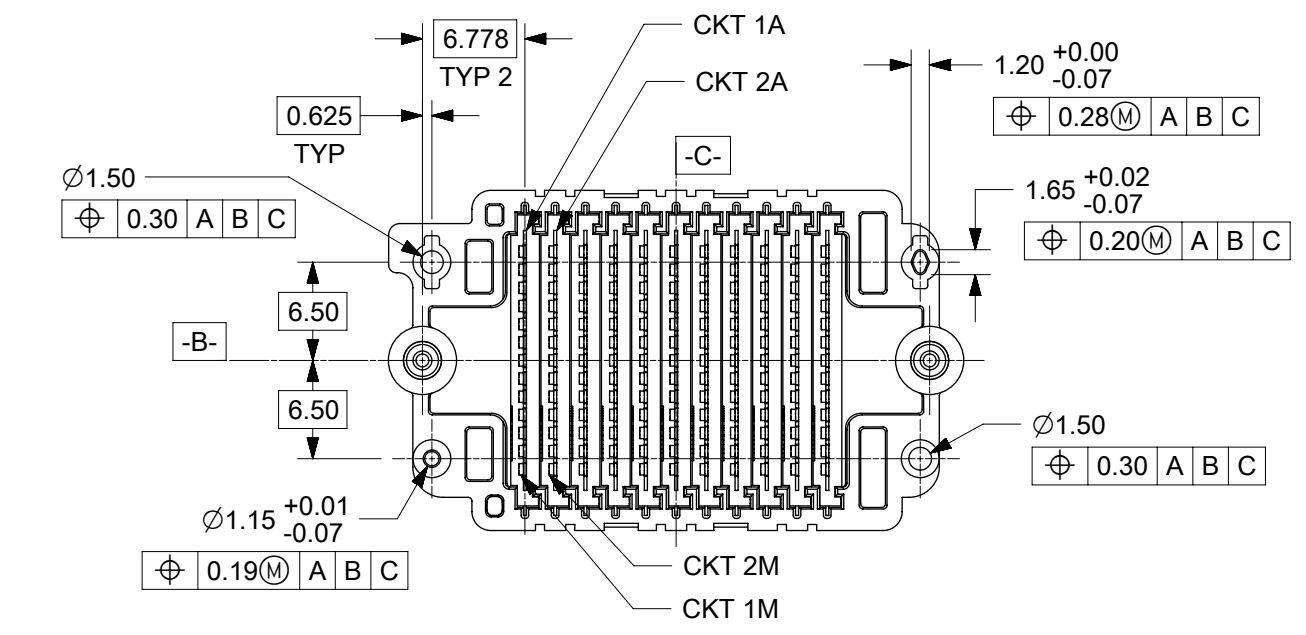 6.778
TYP 2
CKT 1A
CKT 2A
1.20 +0.00
-0.07
⌖ 0.28Ⓜ A B C
0.625
TYP
-C-
∅1.50
⌖ 0.30 A B C
1.65 +0.02
-0.07
⌖ 0.20Ⓜ A B C
6.50
-B-
6.50
∅1.50
⌖ 0.30 A B C
∅1.15 +0.01
-0.07
⌖ 0.19Ⓜ A B C
CKT 2M
CKT 1M